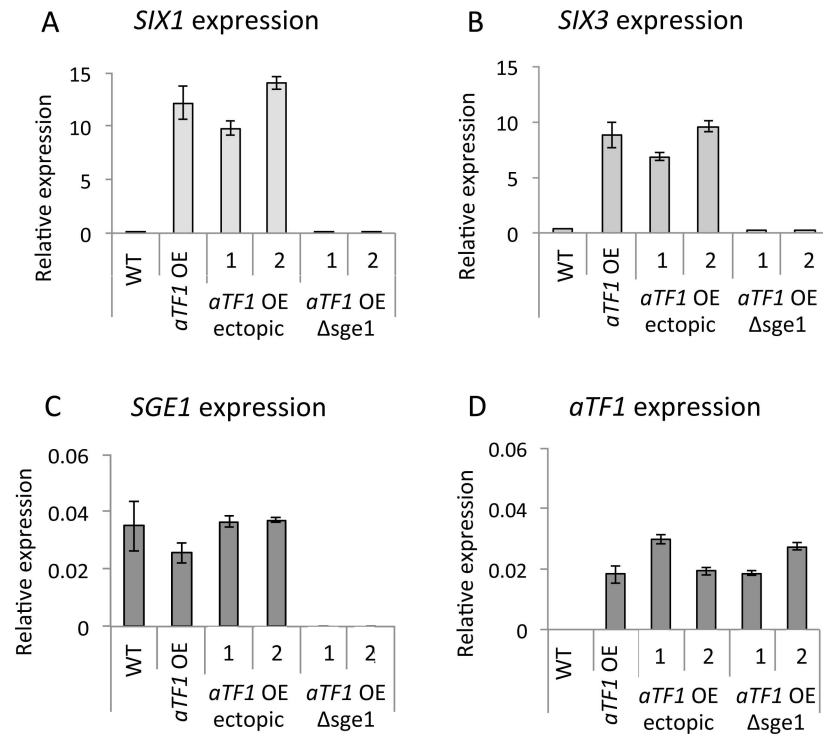 A
SIX1 expression
Relative expression
15
10
5
0
WT
aTF1 OE
1
2
1
2
aTF1 OE
ectopic
aTF1 OE
Δsge1
B
SIX3 expression
Relative expression
15
10
5
0
WT
aTF1 OE
1
2
1
2
aTF1 OE
ectopic
aTF1 OE
Δsge1
C
SGE1 expression
Relative expression
0.06
0.04
0.02
0
WT
aTF1 OE
1
2
1
2
aTF1 OE
ectopic
aTF1 OE
Δsge1
D
aTF1 expression
Relative expression
0.06
0.04
0.02
0
WT
aTF1 OE
1
2
1
2
aTF1 OE
ectopic
aTF1 OE
Δsge1